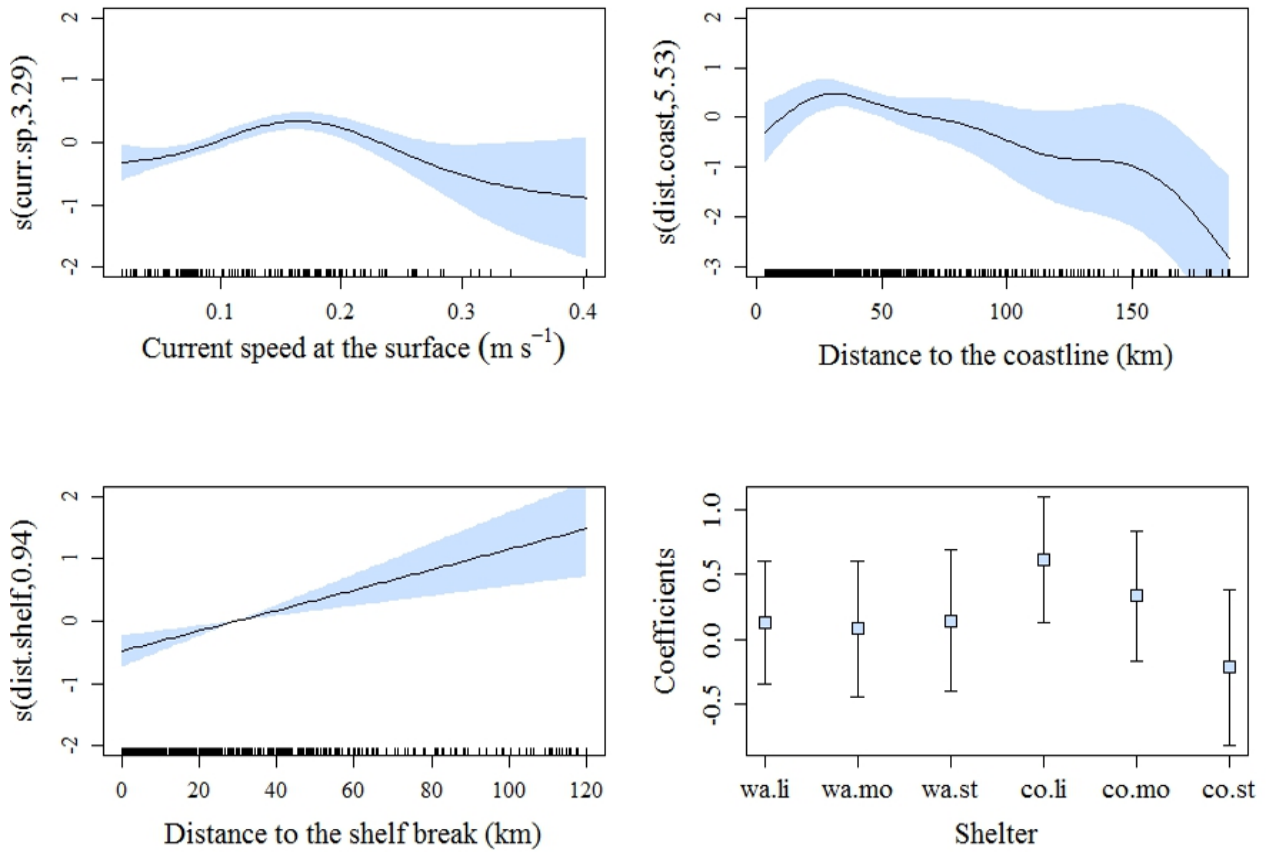 s(curr.sp,3.29)
2
1
0
-1
-2
0.1 0.2 0.3 0.4
Current speed at the surface (m s⁻¹)
s(dist.coast,5.53)
2
1
0
-1
-2
-3
0 50 100 150
Distance to the coastline (km)
s(dist.shelf,0.94)
2
1
0
-1
-2
0 20 40 60 80 100 120
Distance to the shelf break (km)
Coefficients
1.0
0.5
0.0
-0.5
wa.li wa.mo wa.st co.li co.mo co.st
Shelter